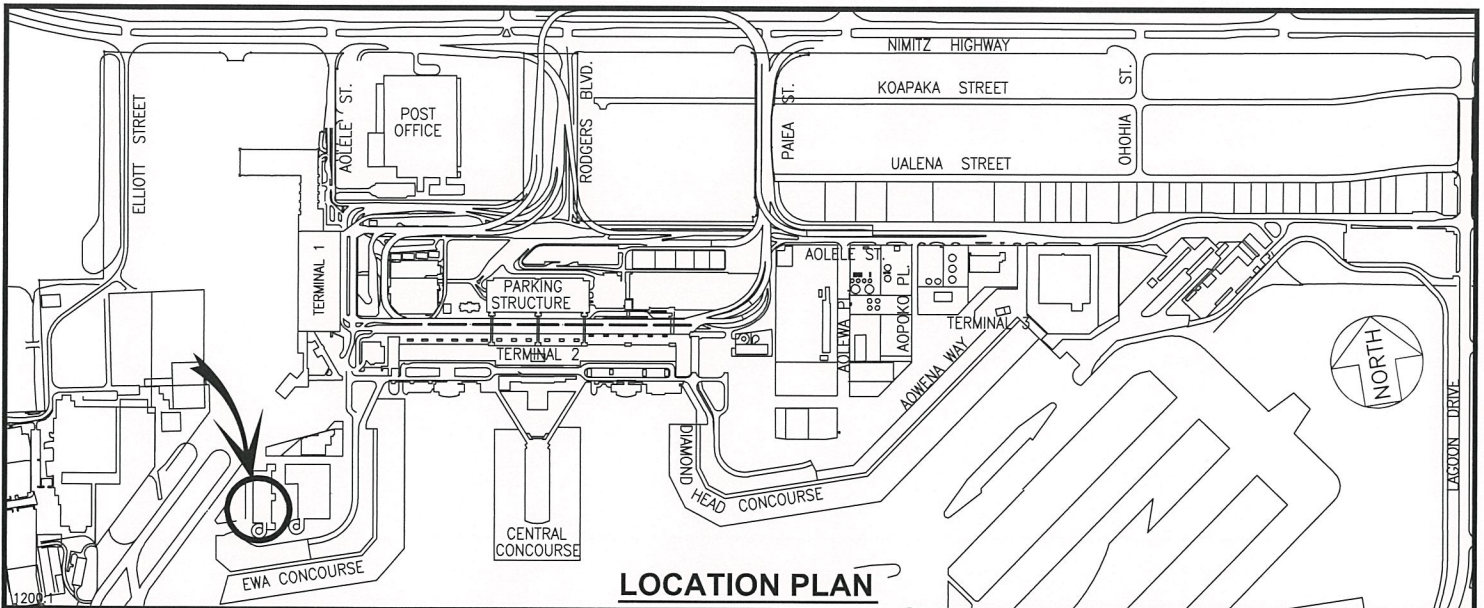 NIMITZ HIGHWAY
KOAPAKA STREET
UALENA STREET
ELLIOTT STREET
AOLELE ST.
POST
OFFICE
RODGERS BLVD.
PAIEA ST.
OHOHIA ST.
TERMINAL 1
PARKING
STRUCTURE
TERMINAL 2
AOLELE ST.
AOLEWA PL.
AOPOKO PL.
TERMINAL 3
AOWENA WAY
NORTH
LAGOON DRIVE
DIAMOND HEAD CONCOURSE
CENTRAL
CONCOURSE
EWA CONCOURSE
LOCATION PLAN